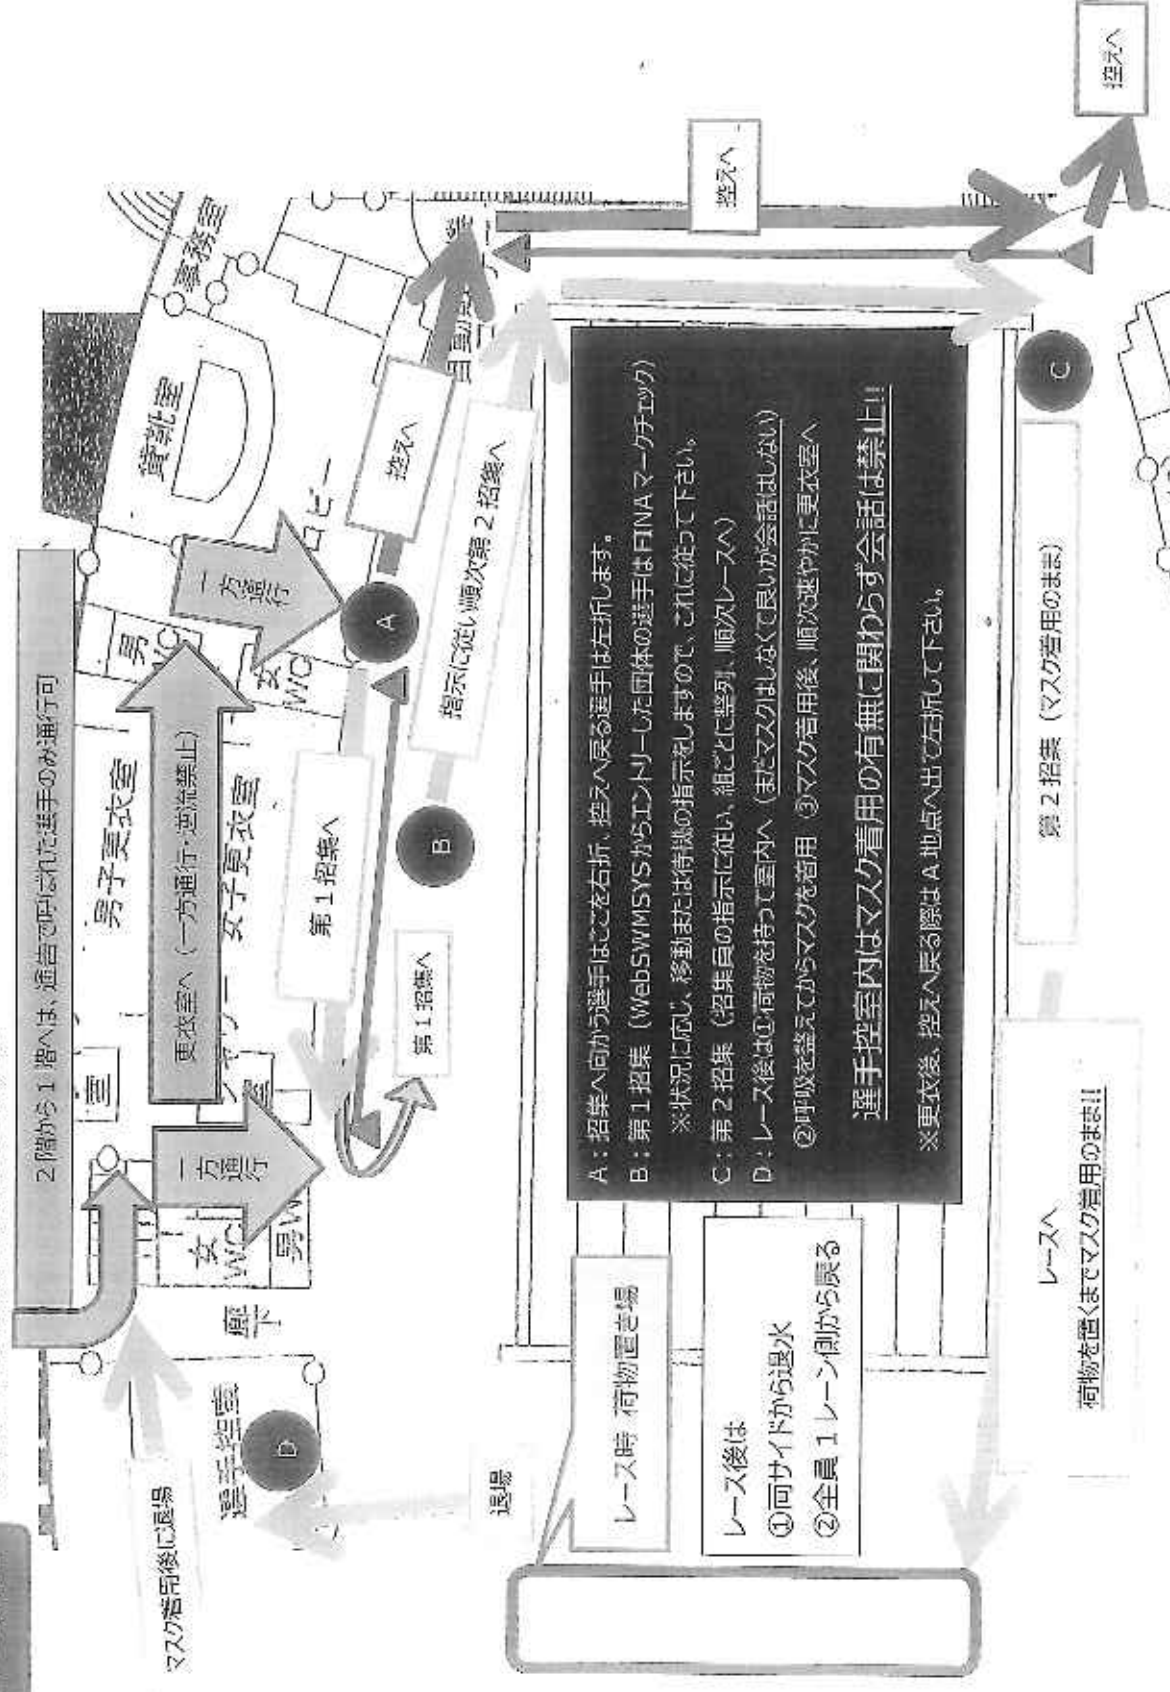 2階から1階へは、通告で呼ばれた選手のみ通行可
事務室
貴賓室
男子更衣室
更衣室へ（一方通行・逆流禁止）
女子更衣室
男
WC
女
WC
一方通行
ロビー
一方通行
女
WC
男W
廊下
マスク着用後に退場
選手控室
D
退場
控えへ
A
第1招集へ
指示に従い順次第2招集へ
B
第1招集へ
控えへ
控えへ
A：招集へ向かう選手はここを右折、控えへ戻る選手は左折します。
B：第1招集（WebSWMSYSからエントリーした団体の選手はFINAマークチェック）
※状況に応じ、移動または待機の指示をしますので、これに従って下さい。
C：第2招集（招集員の指示に従い、組ごとに整列、順次レースへ）
D：レース後は①荷物を持って室内へ（まだマスクはしなくて良いが会話はしない）
②呼吸を整えてからマスクを着用 ③マスク着用後、順次速やかに更衣室へ
選手控室内はマスク着用の有無に関わらず会話は禁止!!
※更衣後、控えへ戻る際はA地点へ出て左折して下さい。
レース時 荷物置き場
レース後は
①両サイドから退水
②全員1レーン側から戻る
C
第2招集（マスク着用のまま）
レースへ
荷物を置くまでマスク着用のまま!!